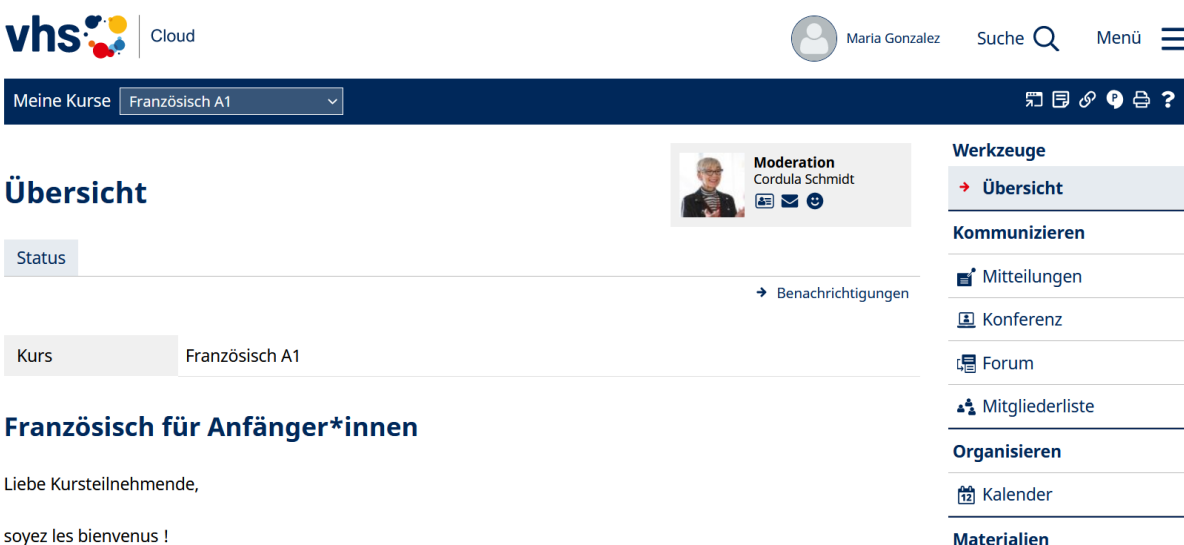 vhs Cloud
Maria Gonzalez Suche Menü
Meine Kurse Französisch A1
P ?
Übersicht
Moderation
Cordula Schmidt
Status
Benachrichtigungen
Kurs Französisch A1
Französisch für Anfänger*innen
Liebe Kursteilnehmende,
soyez les bienvenus !
Werkzeuge
Übersicht
Kommunizieren
Mitteilungen
Konferenz
Forum
Mitgliederliste
Organisieren
12 Kalender
Materialien